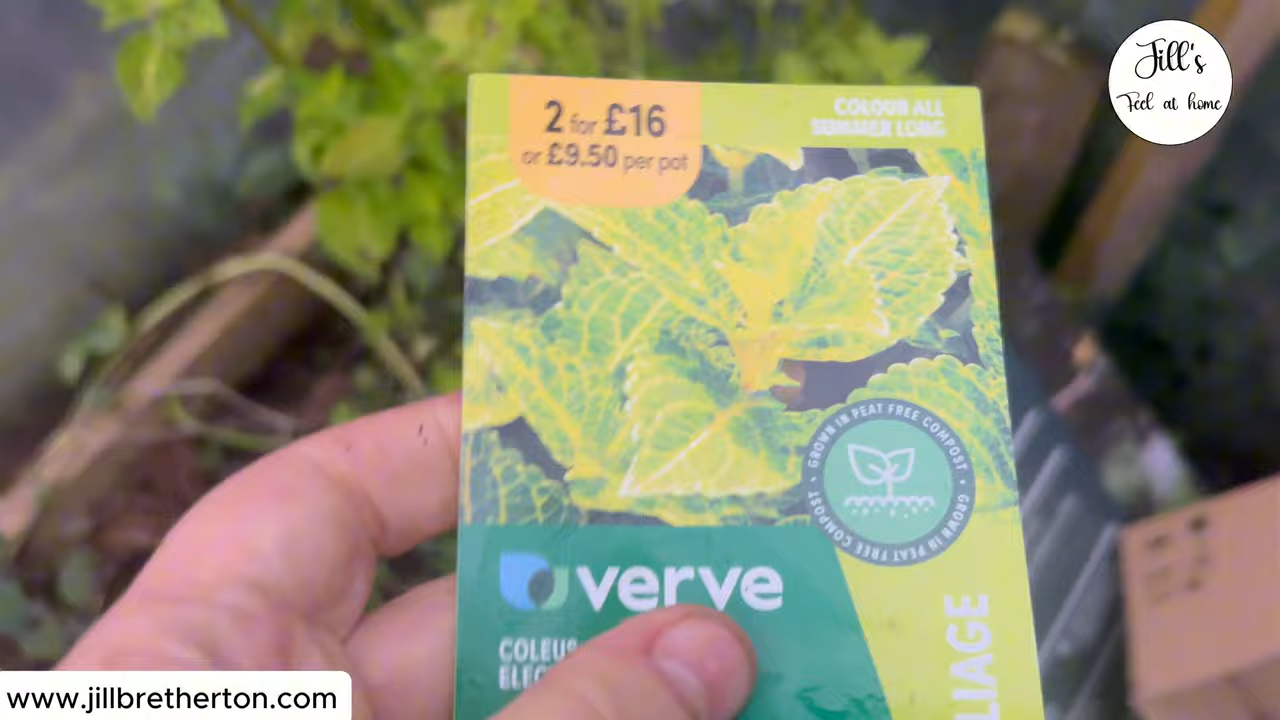 Jill's
Feel at home
2 for £16
or £9.50 per pot
COLOUR ALL
SUMMER LONG
GROWN IN PEAT FREE COMPOST • GROWN IN PEAT FREE COMPOST •
verve
COLEUS
LIAGE
www.jillbretherton.com